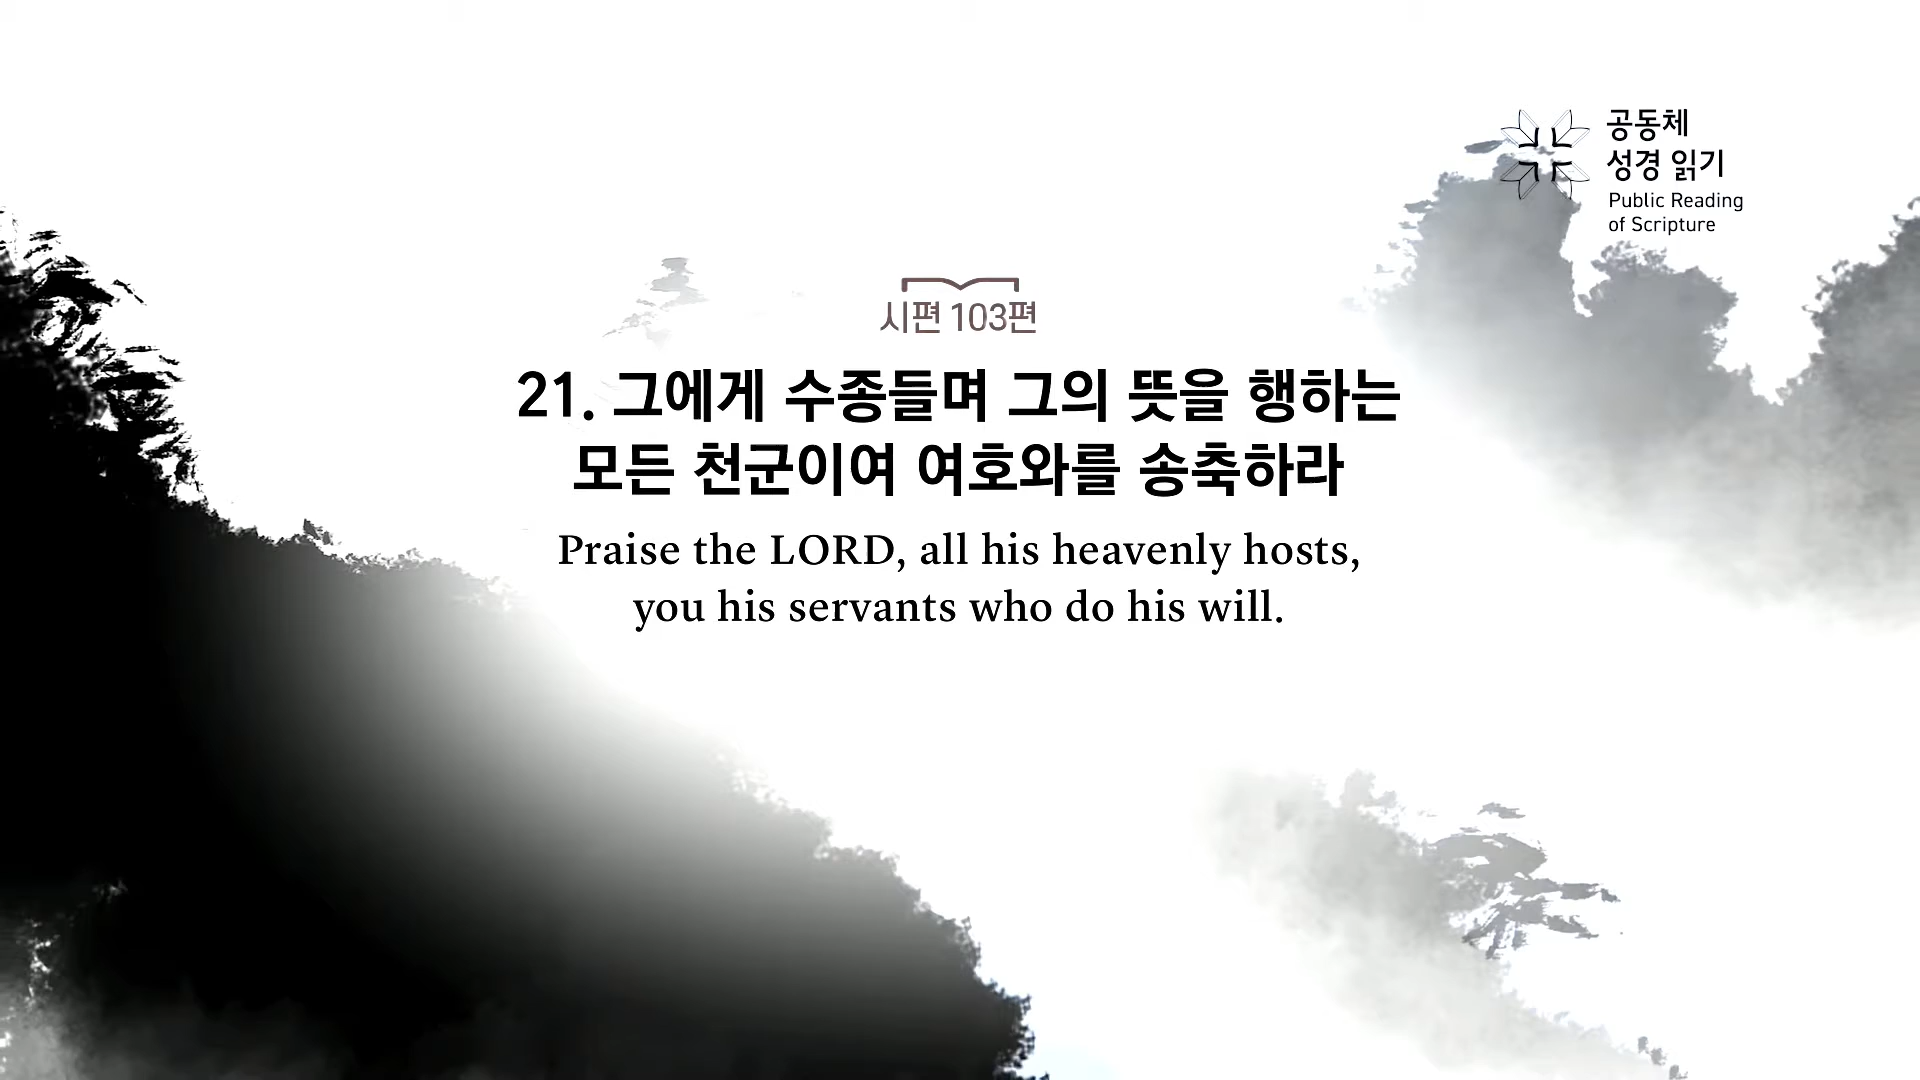 공동체
성경 읽기
Public Reading
of Scripture
시편 103편
21. 그에게 수종들며 그의 뜻을 행하는
모든 천군이여 여호와를 송축하라
Praise the LORD, all his heavenly hosts,
you his servants who do his will.